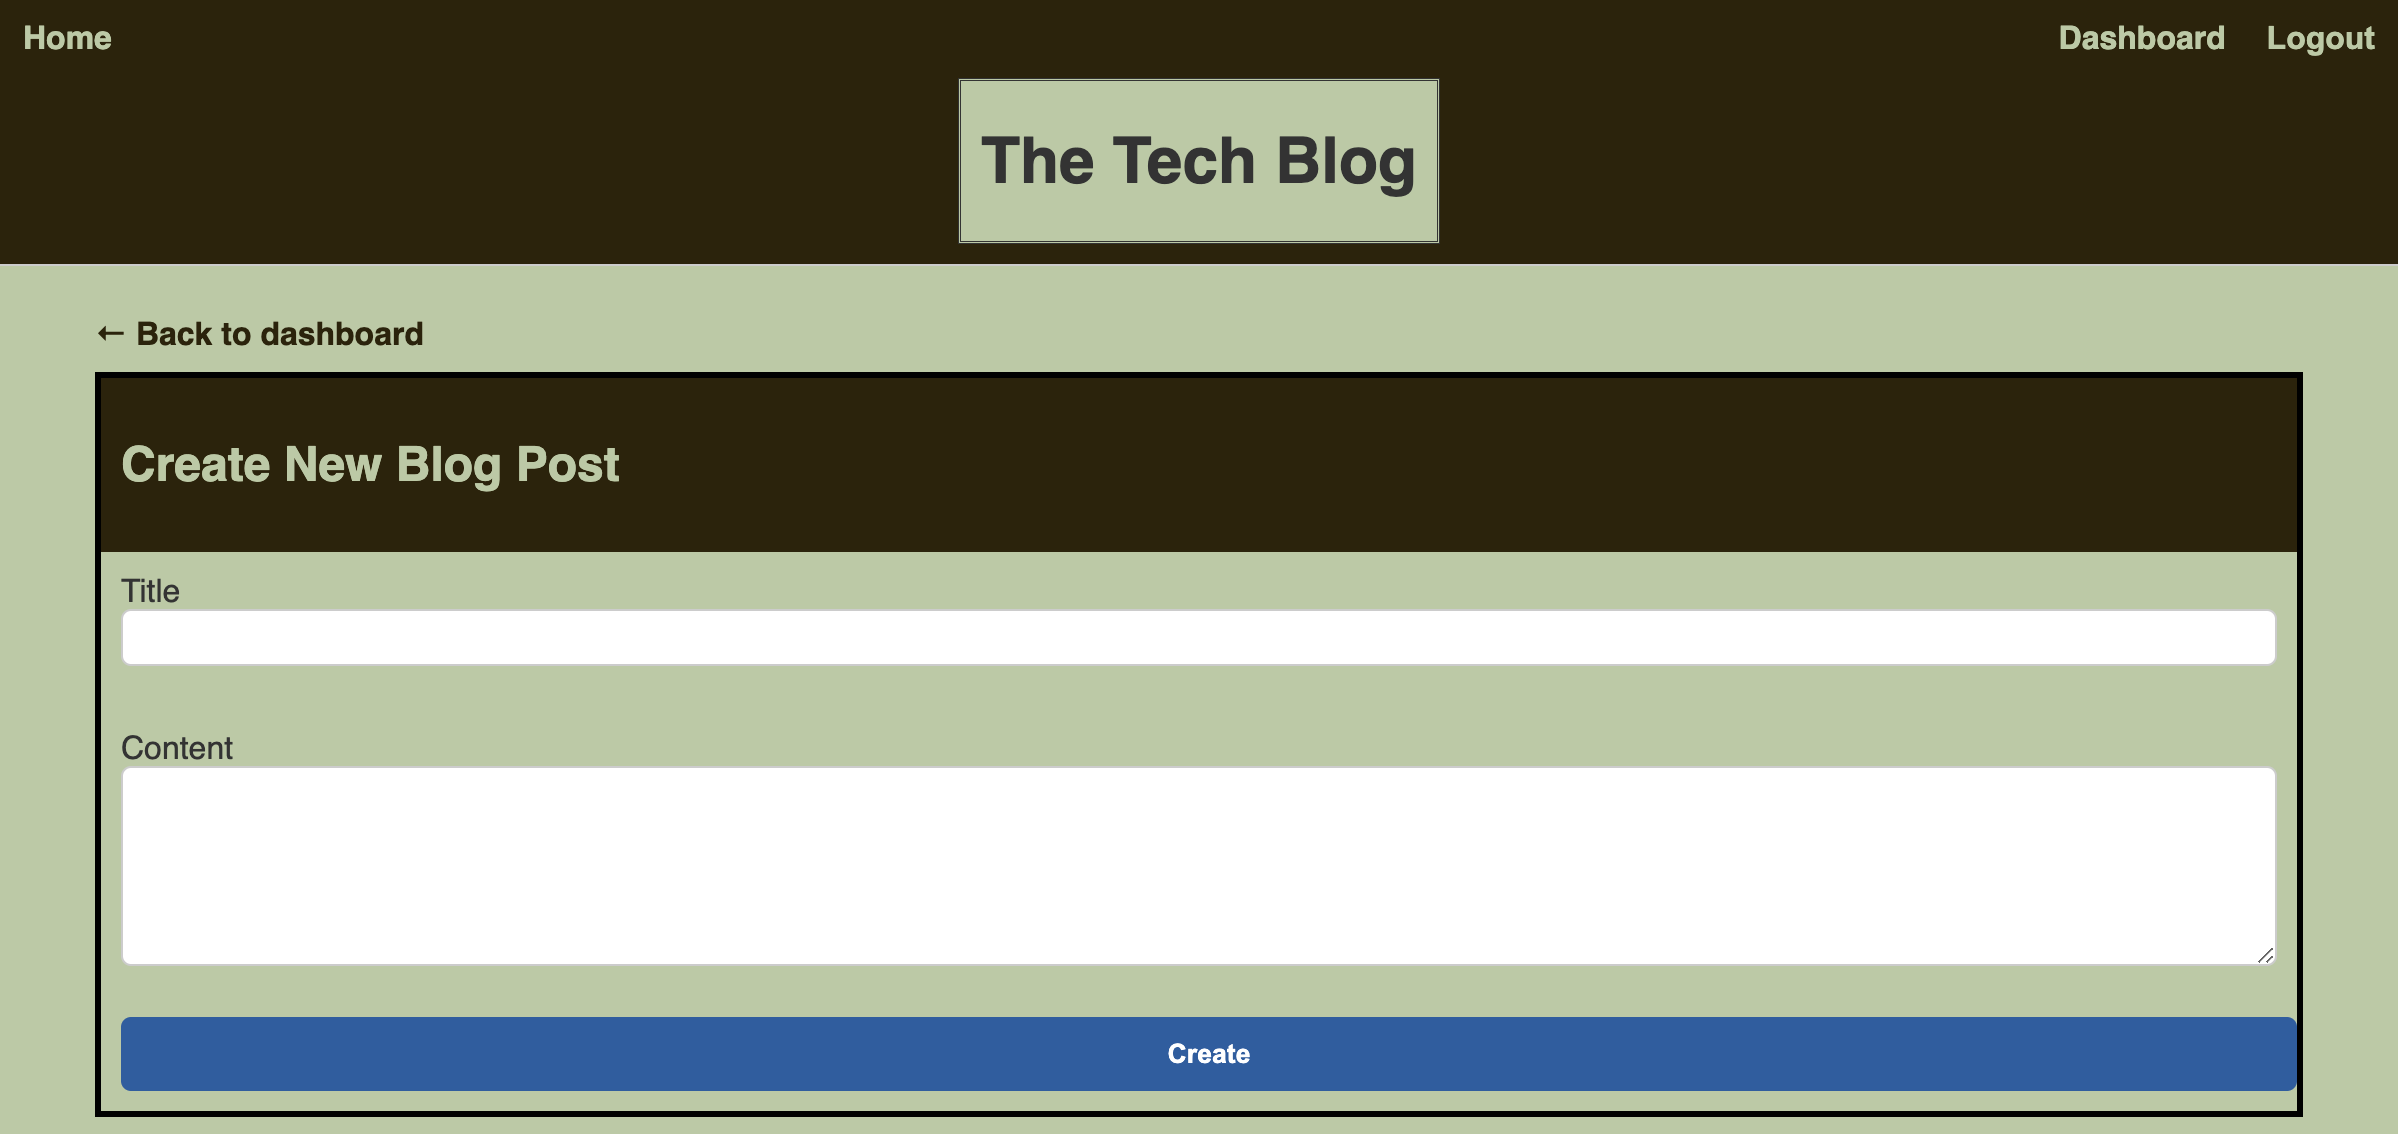 Home Dashboard Logout
The Tech Blog
← Back to dashboard
Create New Blog Post
Title
Content
Create